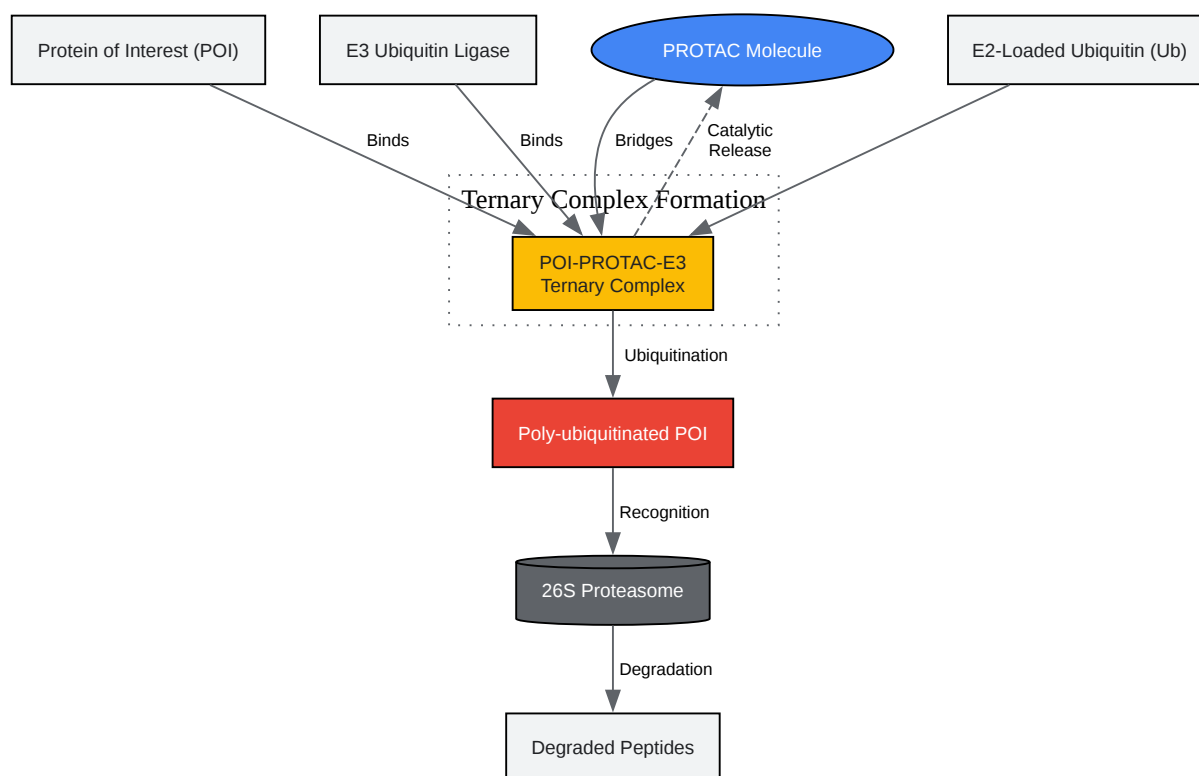 Protein of Interest (POI)
E3 Ubiquitin Ligase
PROTAC Molecule
E2-Loaded Ubiquitin (Ub)
Binds
Binds
Bridges
Catalytic
Release
Ternary Complex Formation
POI-PROTAC-E3
Ternary Complex
Ubiquitination
Poly-ubiquitinated POI
Recognition
26S Proteasome
Degradation
Degraded Peptides